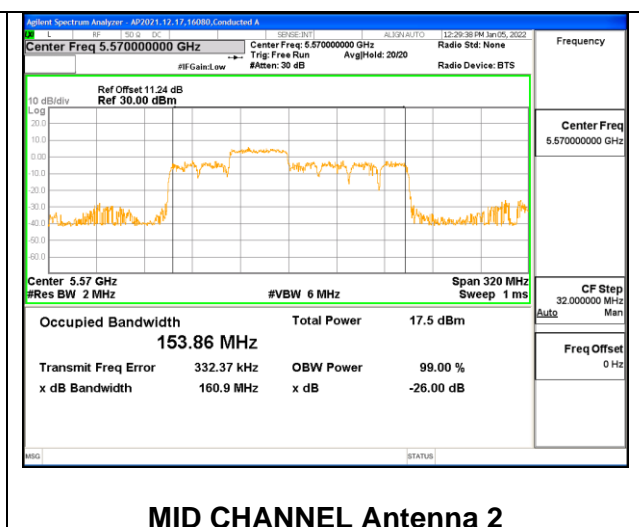 Agilent Spectrum Analyzer - AP2021.12.17,16080,Conducted A
L RF 50 Ω DC SENSE:INT ALIGN AUTO 12:29:38 PM Jan 05, 2022
Center Freq 5.570000000 GHz
Center Freq: 5.570000000 GHz
Radio Std: None
Trig: Free Run Avg|Hold: 20/20
#IFGain:Low #Atten: 30 dB Radio Device: BTS
Frequency
Ref Offset 11.24 dB
10 dB/div Ref 30.00 dBm
Log
20.0
10.0
0.00
-10.0
-20.0
-30.0
-40.0
-50.0
-60.0
Center Freq
5.570000000 GHz
Center 5.57 GHz Span 320 MHz
#Res BW 2 MHz #VBW 6 MHz Sweep 1 ms
CF Step
32.000000 MHz
Auto Man
Occupied Bandwidth Total Power 17.5 dBm
153.86 MHz
Freq Offset
0 Hz
Transmit Freq Error 332.37 kHz OBW Power 99.00 %
x dB Bandwidth 160.9 MHz x dB -26.00 dB
MSG STATUS
MID CHANNEL Antenna 2